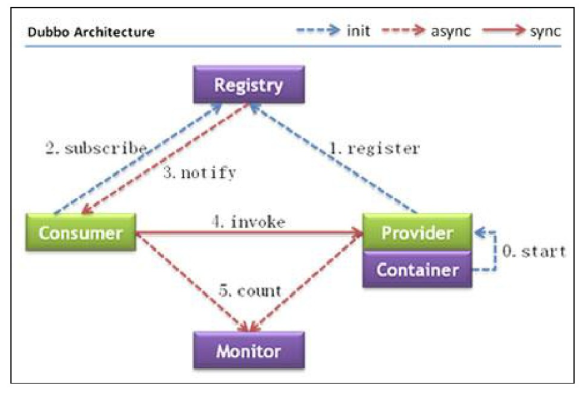 Dubbo Architecture
init
async
sync
Registry
2. subscribe
1. register
3. notify
Consumer
4. invoke
Provider
Container
0. start
5. count
Monitor